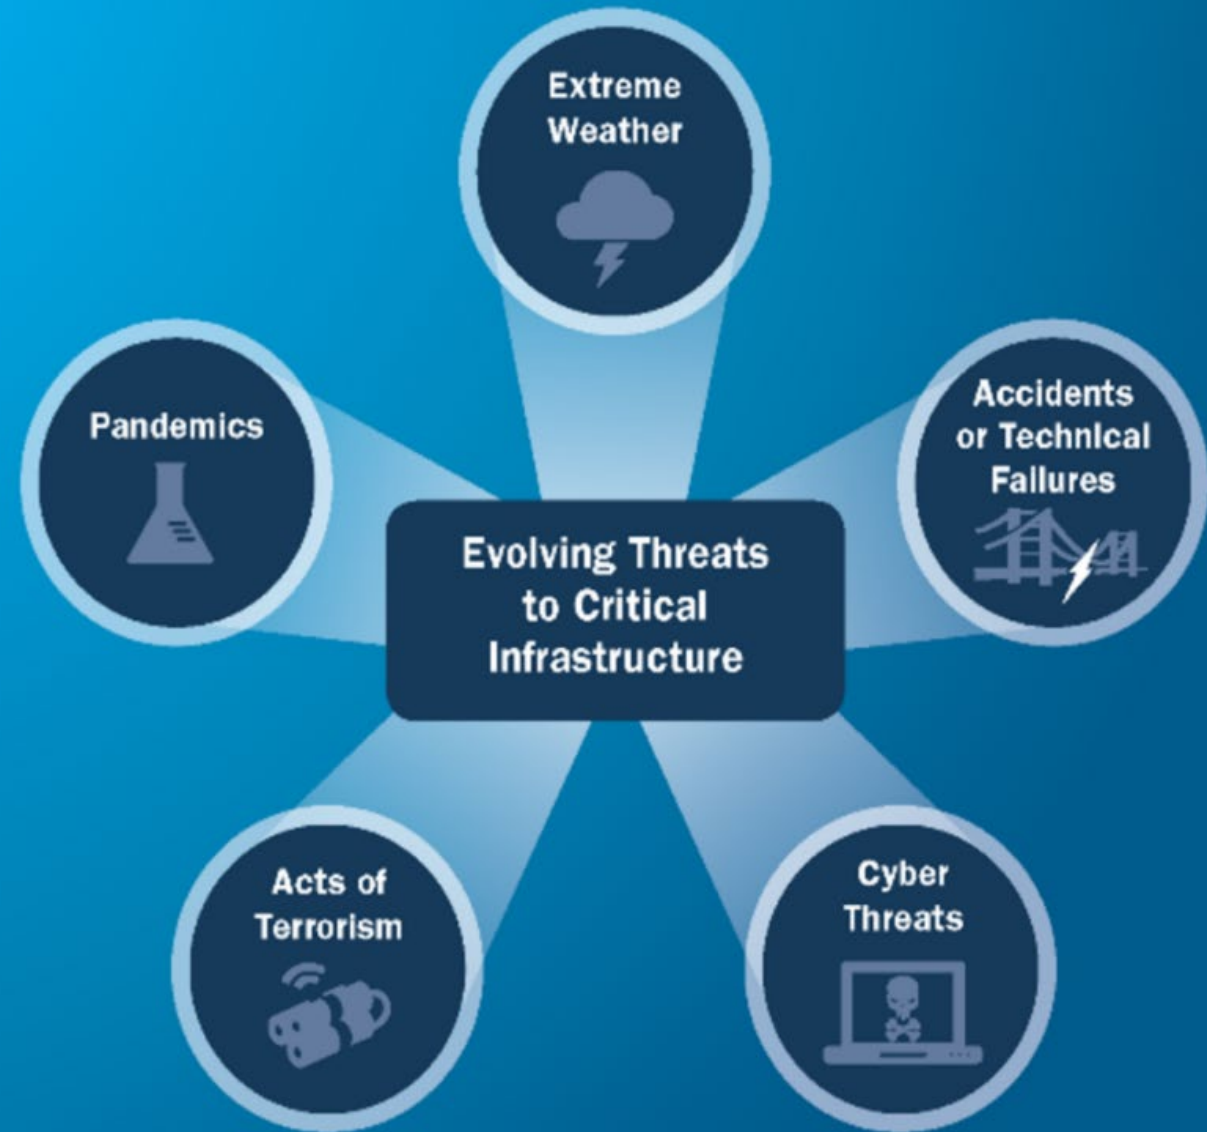 Extreme
Weather
Accidents
or Technical
Failures
Pandemics
Evolving Threats
to Critical
Infrastructure
Acts of
Terrorism
Cyber
Threats